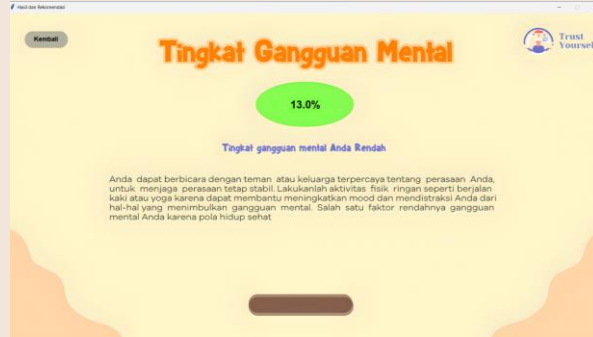 Hasil dan Rekomendasi
Kembali
Tingkat Gangguan Mental
Trust
Yourself
13.0%
Tingkat gangguan mental Anda Rendah
Anda dapat berbicara dengan teman atau keluarga terpercaya tentang perasaan Anda,
untuk menjaga perasaan tetap stabil. Lakukanlah aktivitas fisik ringan seperti berjalan
kaki atau yoga karena dapat membantu meningkatkan mood dan mendistraksi Anda dari
hal-hal yang menimbulkan gangguan mental. Salah satu faktor rendahnya gangguan
mental Anda karena pola hidup sehat